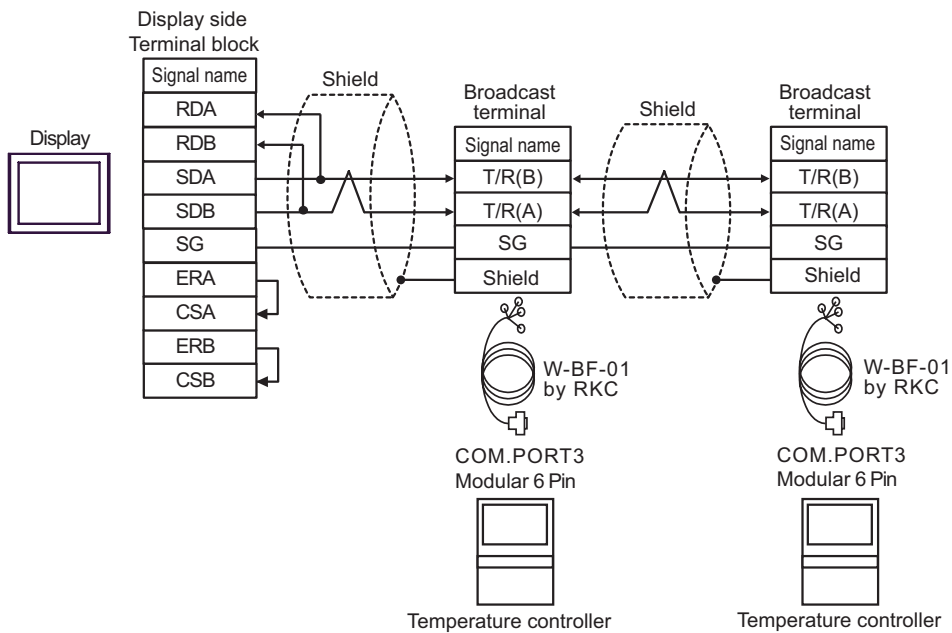 Display side
Terminal block
Signal name
RDA
RDB
SDA
SDB
SG
ERA
CSA
ERB
CSB
Display
Shield
Broadcast
terminal
Signal name
T/R(B)
T/R(A)
SG
Shield
Shield
Broadcast
terminal
Signal name
T/R(B)
T/R(A)
SG
Shield
W-BF-01
by RKC
COM.PORT3
Modular 6 Pin
Temperature controller
W-BF-01
by RKC
COM.PORT3
Modular 6 Pin
Temperature controller